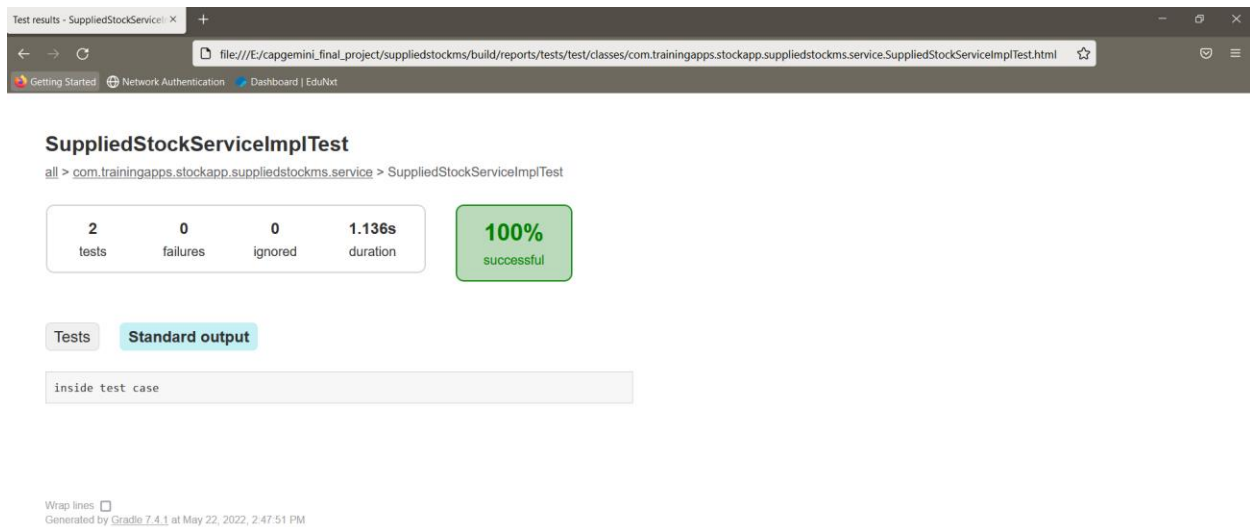 Test results - SuppliedStockServiceI
file:///E:/capgemini_final_project/suppliedstockms/build/reports/tests/test/classes/com.trainingapps.stockapp.suppliedstockms.service.SuppliedStockServiceImplTest.html
Getting Started Network Authentication Dashboard | EduNxt
SuppliedStockServiceImplTest
all > com.trainingapps.stockapp.suppliedstockms.service > SuppliedStockServiceImplTest
2 0 0 1.136s
tests failures ignored duration
100%
successful
Tests Standard output
inside test case
Wrap lines
Generated by Gradle 7.4.1 at May 22, 2022, 2:47:51 PM